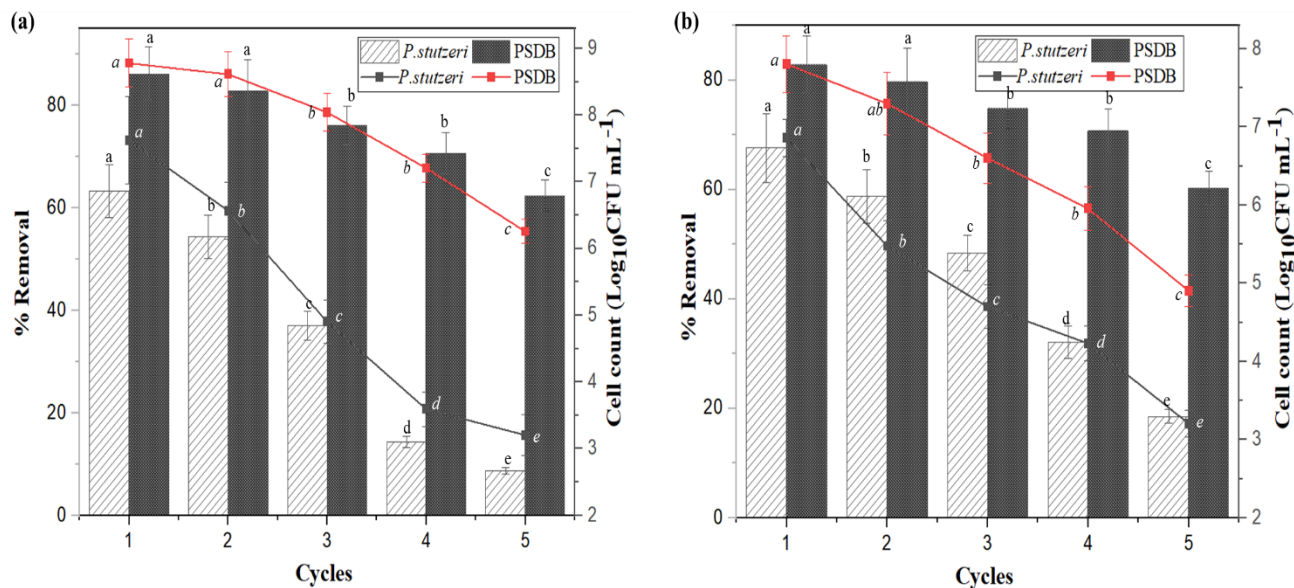 (a)
% Removal
80
60
40
20
0
P.stutzeri PSDB
P.stutzeri PSDB
a a a a b b b b c c d b e c
a a b b c
a b c d e
9
8
7
6
5
4
3
2
Cell count (Log10CFU mL-1)
1 2 3 4 5
Cycles
(b)
% Removal
80
60
40
20
0
P.stutzeri PSDB
P.stutzeri PSDB
a a b a c b d b e c
a ab b b c
a b c d e
8
7
6
5
4
3
2
Cell count (Log10CFU mL-1)
1 2 3 4 5
Cycles